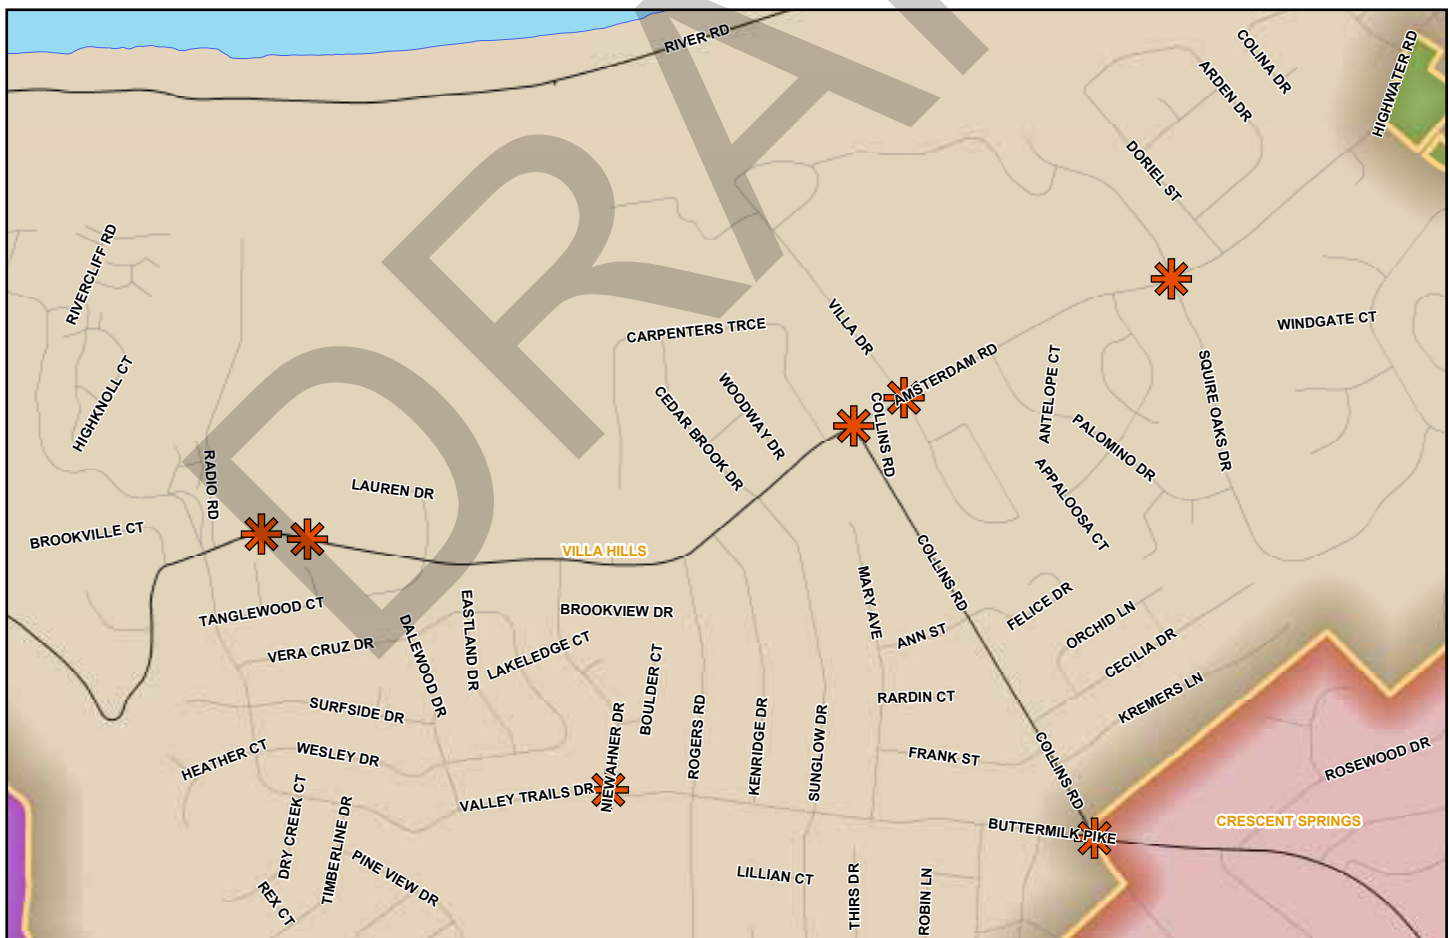 DRAF
RIVER RD
COLINA DR
ARDEN DR
HIGHWATER RD
DORIEL ST
RIVERCLIFF RD
WINDGATE CT
CARPENTERS TRCE
VILLA DR
AMSTERDAM RD
ANTELOPE CT
SQUIRE OAKS DR
HIGHKNOLL CT
WOODWAY DR
CEDAR BROOK DR
COLLINS RD
PALOMINO DR
APPALOOSA CT
RADIO RD
LAUREN DR
BROOKVILLE CT
VILLA HILLS
COLLINS RD
TANGLEWOOD CT
BROOKVIEW DR
MARY AVE
FELICE DR
ORCHID LN
ANN ST
VERA CRUZ DR
DALEWOOD DR
EASTLAND DR
LAKELEDGE CT
CECILIA DR
BOULDER CT
KREMERS LN
SURFSIDE DR
RARDIN CT
NIEWAHNER DR
ROGERS RD
KENRIDGE DR
SUNGLOW DR
HEATHER CT
WESLEY DR
FRANK ST
COLLINS RD
ROSEWOOD DR
VALLEY TRAILS DR
DRY CREEK CT
TIMBERLINE DR
BUTTERMILK PIKE
CRESCENT SPRINGS
PINE VIEW DR
LILLIAN CT
REX CT
THIRS DR
ROBIN LN